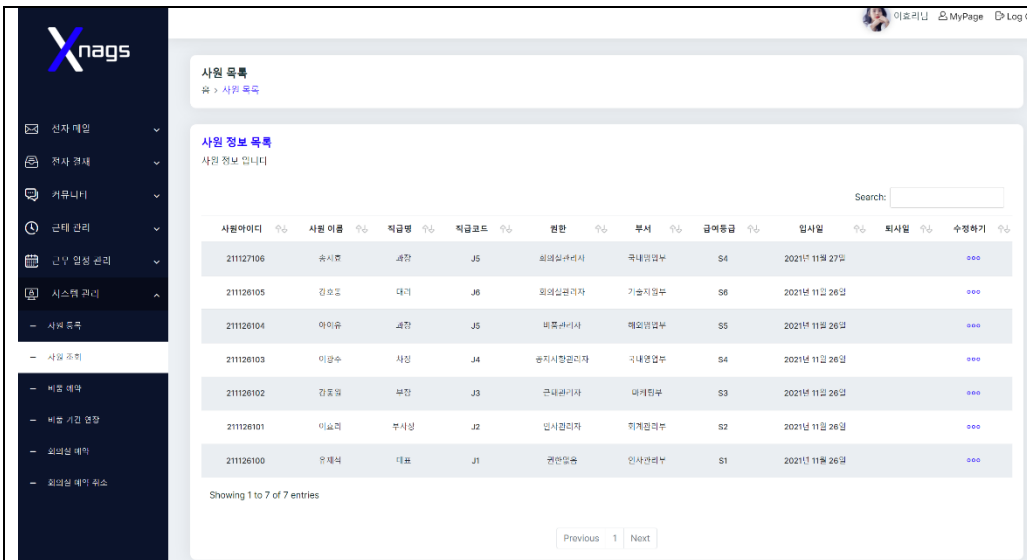 이효리님 MyPage Log
Xnags
사원 목록
홈 > 사원 목록
전자 메일
전자 결재
커뮤니티
근태 관리
근무 일정 관리
시스템 관리
사원 등록
사원 조회
비품 예약
비품 기간 연장
회의실 예약
회의실 예약 취소
사원 정보 목록
사원 정보 입니다
Search:
사원아이디 사원 이름 직급명 직급코드 권한 부서 급여등급 입사일 퇴사일 수정하기
211127106 송지효 과장 J5 회의실관리자 국내영업부 S4 2021년 11월 27일
211126105 강호동 대리 J6 회의실관리자 기술지원부 S6 2021년 11월 26일
211126104 아이유 과장 J5 비품관리자 해외영업부 S5 2021년 11월 26일
211126103 이광수 J4 공지사항관리자 국내영업부 S4 2021년 11월 26일
211126102 강동원 부장 J3 근태관리자 마케팅부 S3 2021년 11월 26일
211126101 이효리 부사장 J2 인사관리자 회계관리부 S2 2021년 11월 26일
211126100 유재석 대표 J1 권한없음 인사관리부 S1 2021년 11월 26일
Showing 1 to 7 of 7 entries
Previous 1 Next